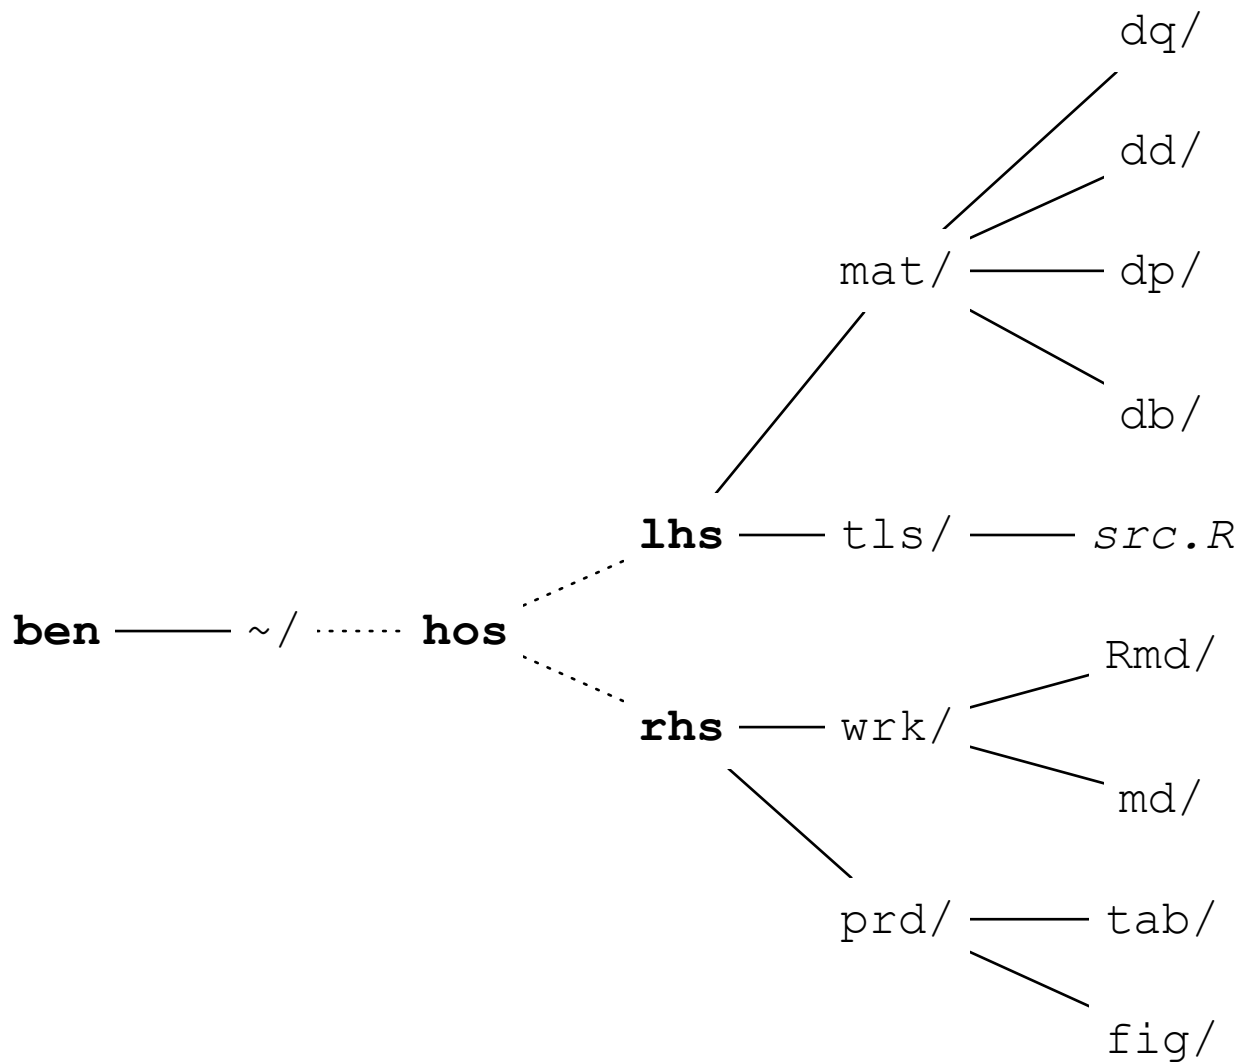 dq/
dd/
mat/ dp/
db/
lhs tls/ src.R
ben ~/ hos
Rmd/
rhs wrk/
md/
prd/ tab/
fig/